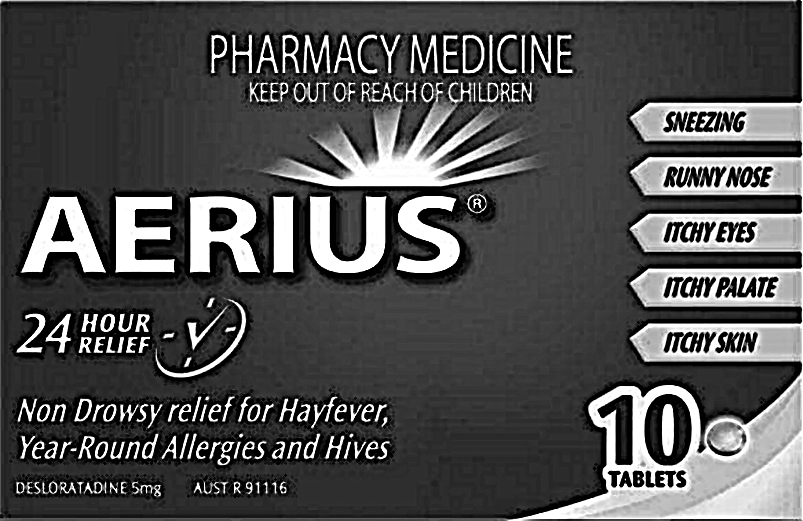 PHARMACY MEDICINE
KEEP OUT OF REACH OF CHILDREN
SNEEZING
RUNNY NOSE
AERIUS®
ITCHY EYES
ITCHY PALATE
24 HOUR RELIEF
ITCHY SKIN
Non Drowsy relief for Hayfever,
Year-Round Allergies and Hives
10
TABLETS
DESLORATADINE 5mg AUST R 91116